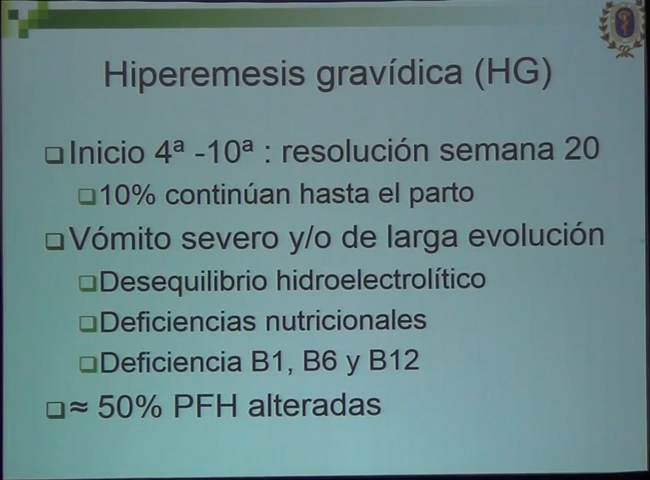 Hiperemesis gravídica (HG)
Inicio 4ª -10ª : resolución semana 20
10% continúan hasta el parto
Vómito severo y/o de larga evolución
Desequilibrio hidroelectrolítico
Deficiencias nutricionales
Deficiencia B1, B6 y B12
≈ 50% PFH alteradas